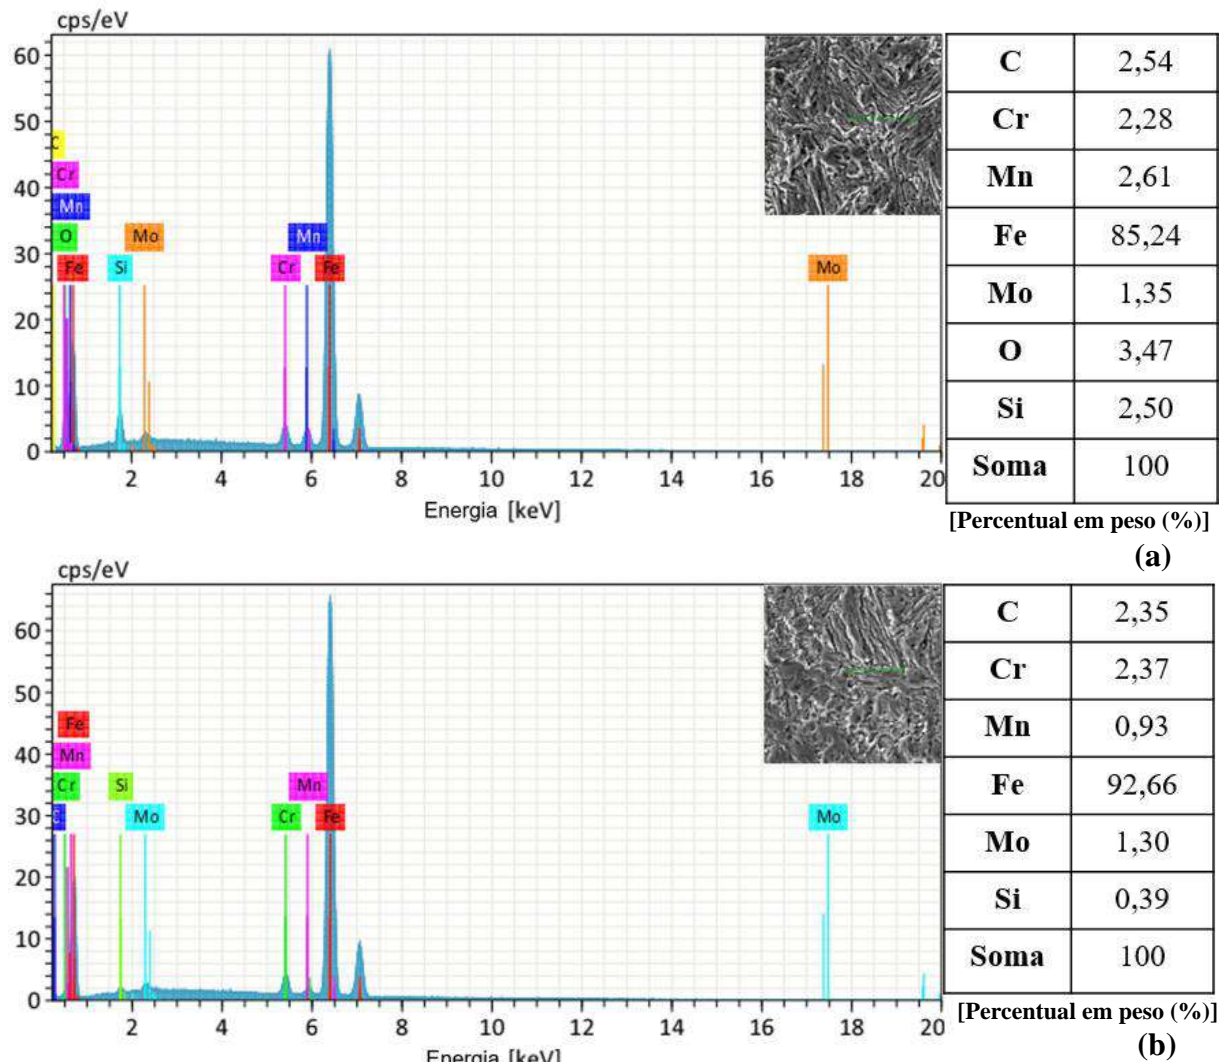 cps/eV
60
50
40
30
20
10
0
C
Cr
Mn
O
Fe
Si
Mo
Cr
Mn
Fe
Mo
2 4 6 8 10 12 14 16 18 20
Energia [keV]
C 2,54
Cr 2,28
Mn 2,61
Fe 85,24
Mo 1,35
O 3,47
Si 2,50
Soma 100
[Percentual em peso (%)]
(a)
cps/eV
60
50
40
30
20
10
0
Fe
Mn
Cr
C
Si
Mo
Mn
Cr
Fe
Mo
2 4 6 8 10 12 14 16 18 20
Energia [keV]
C 2,35
Cr 2,37
Mn 0,93
Fe 92,66
Mo 1,30
Si 0,39
Soma 100
[Percentual em peso (%)]
(b)